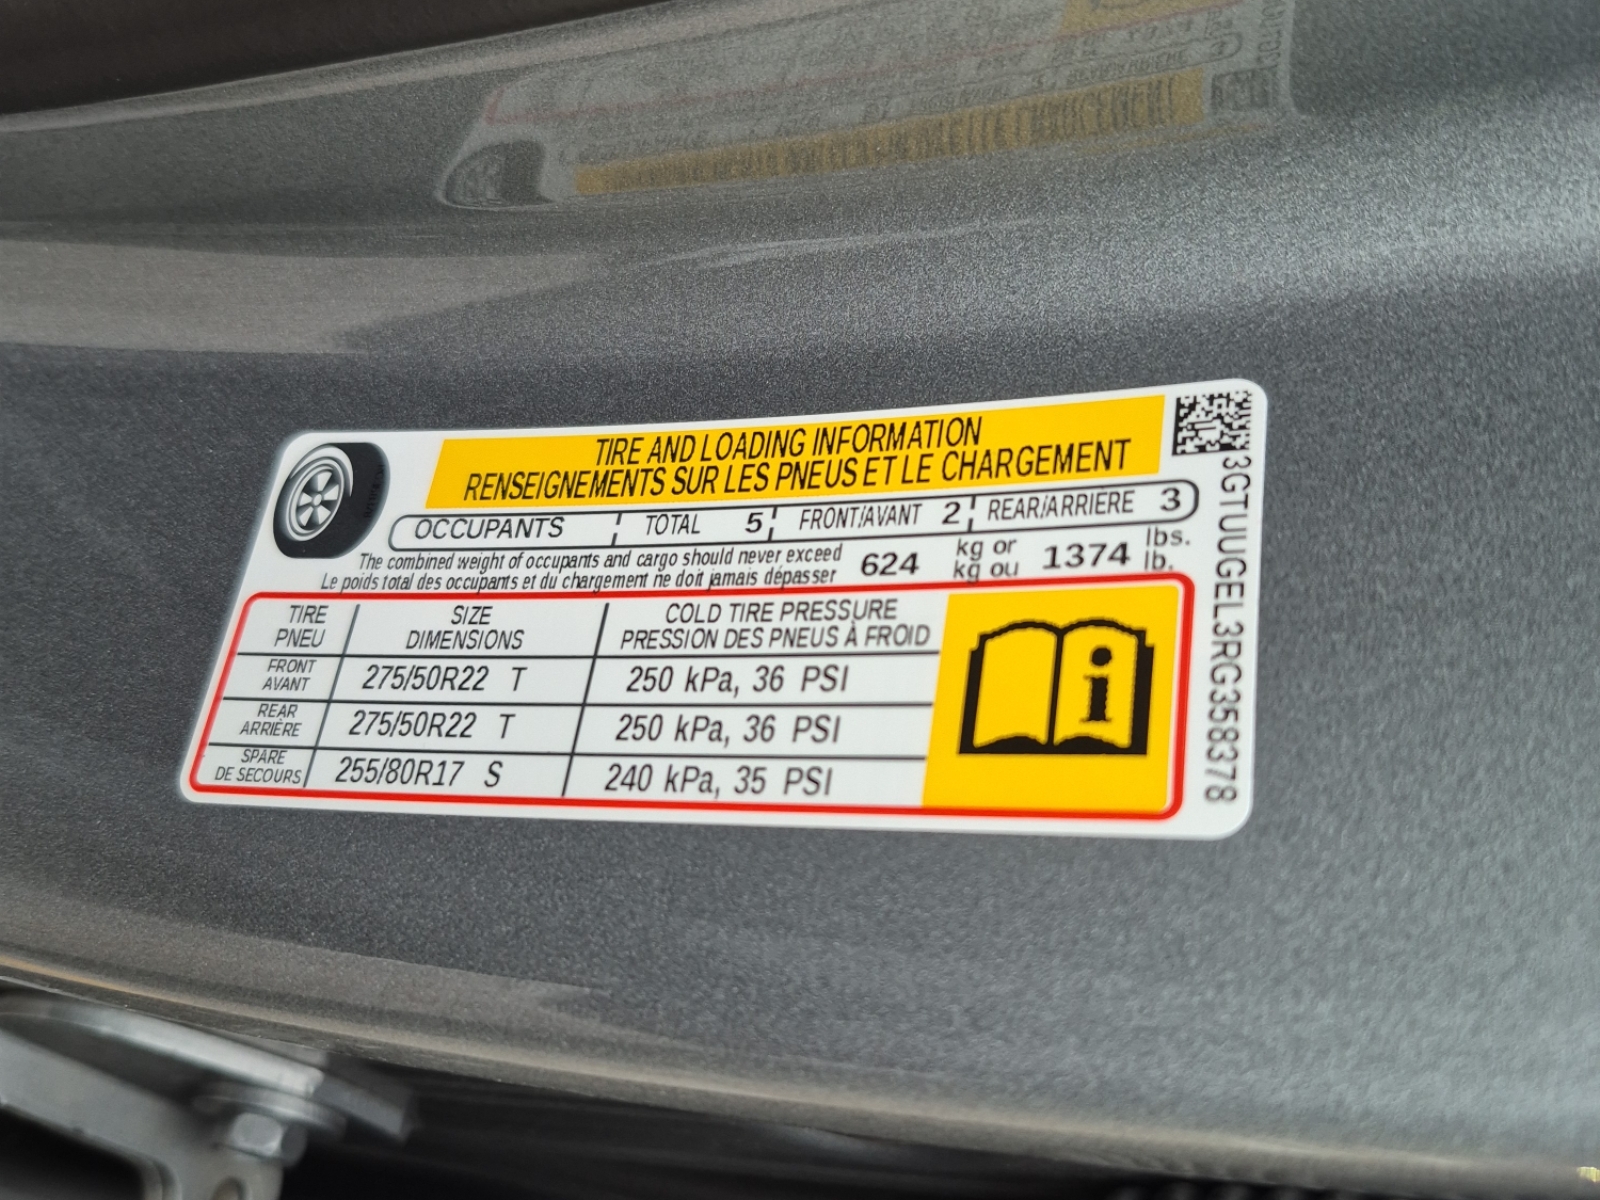 TIRE AND LOADING INFORMATION
RENSEIGNEMENTS SUR LES PNEUS ET LE CHARGEMENT
OCCUPANTS TOTAL 5 FRONT/AVANT 2 REAR/ARRIÈRE 3
The combined weight of occupants and cargo should never exceed 624 kg or 1374 lbs.
Le poids total des occupants et du chargement ne doit jamais dépasser kg ou lb.
TIRE SIZE COLD TIRE PRESSURE
PNEU DIMENSIONS PRESSION DES PNEUS À FROID
FRONT
AVANT 275/50R22 T 250 kPa, 36 PSI
REAR
ARRIÈRE 275/50R22 T 250 kPa, 36 PSI
SPARE
DE SECOURS 255/80R17 S 240 kPa, 35 PSI
i
3GTUUGEL3RG358378